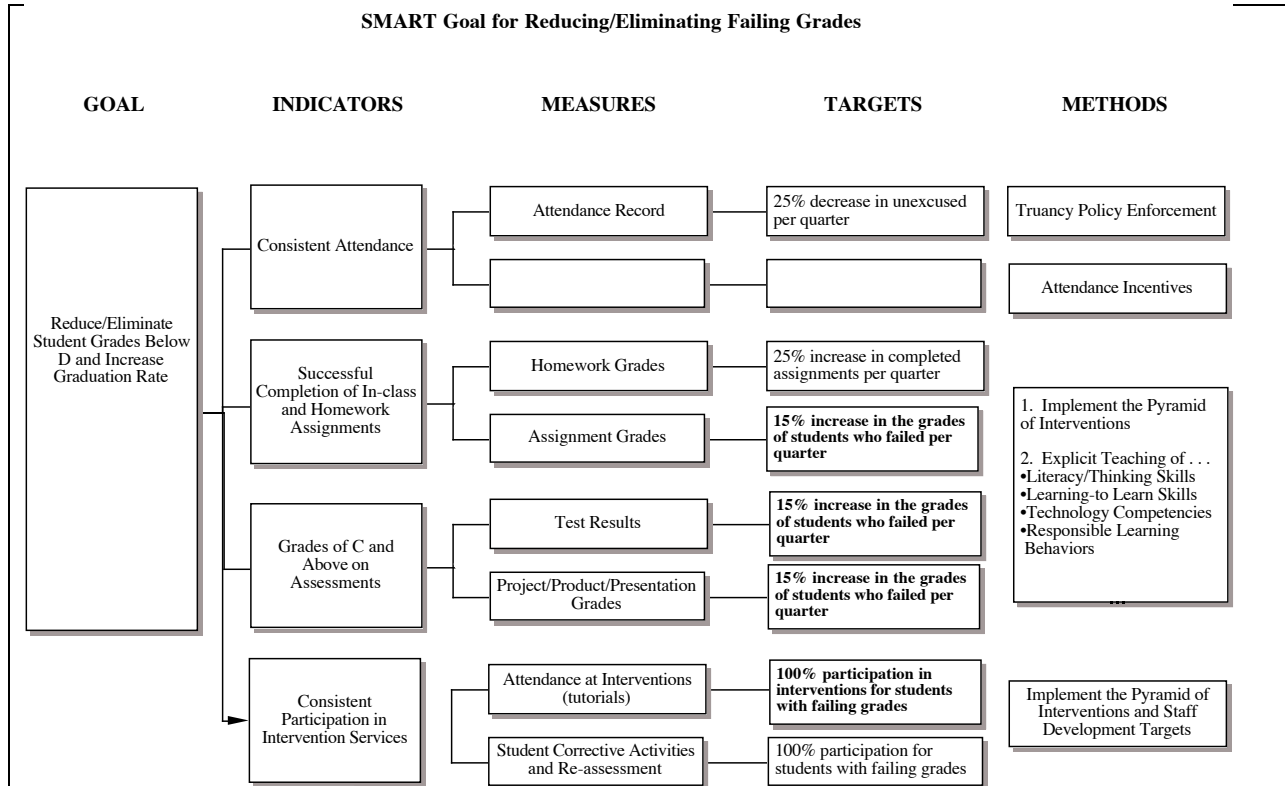 SMART Goal for Reducing/Eliminating Failing Grades
GOAL
INDICATORS
MEASURES
TARGETS
METHODS
Reduce/Eliminate
Student Grades Below
D and Increase
Graduation Rate
Consistent Attendance
Attendance Record
25% decrease in unexcused
per quarter
Truancy Policy Enforcement
Attendance Incentives
Successful
Completion of In-class
and Homework
Assignments
Homework Grades
25% increase in completed
assignments per quarter
Assignment Grades
15% increase in the grades
of students who failed per
quarter
1. Implement the Pyramid
of Interventions
2. Explicit Teaching of . . .
•Literacy/Thinking Skills
•Learning-to Learn Skills
•Technology Competencies
•Responsible Learning
Behaviors
...
Grades of C and
Above on
Assessments
Test Results
15% increase in the grades
of students who failed per
quarter
Project/Product/Presentation
Grades
15% increase in the grades
of students who failed per
quarter
Consistent
Participation in
Intervention Services
Attendance at Interventions
(tutorials)
100% participation in
interventions for students
with failing grades
Student Corrective Activities
and Re-assessment
100% participation for
students with failing grades
Implement the Pyramid of
Interventions and Staff
Development Targets